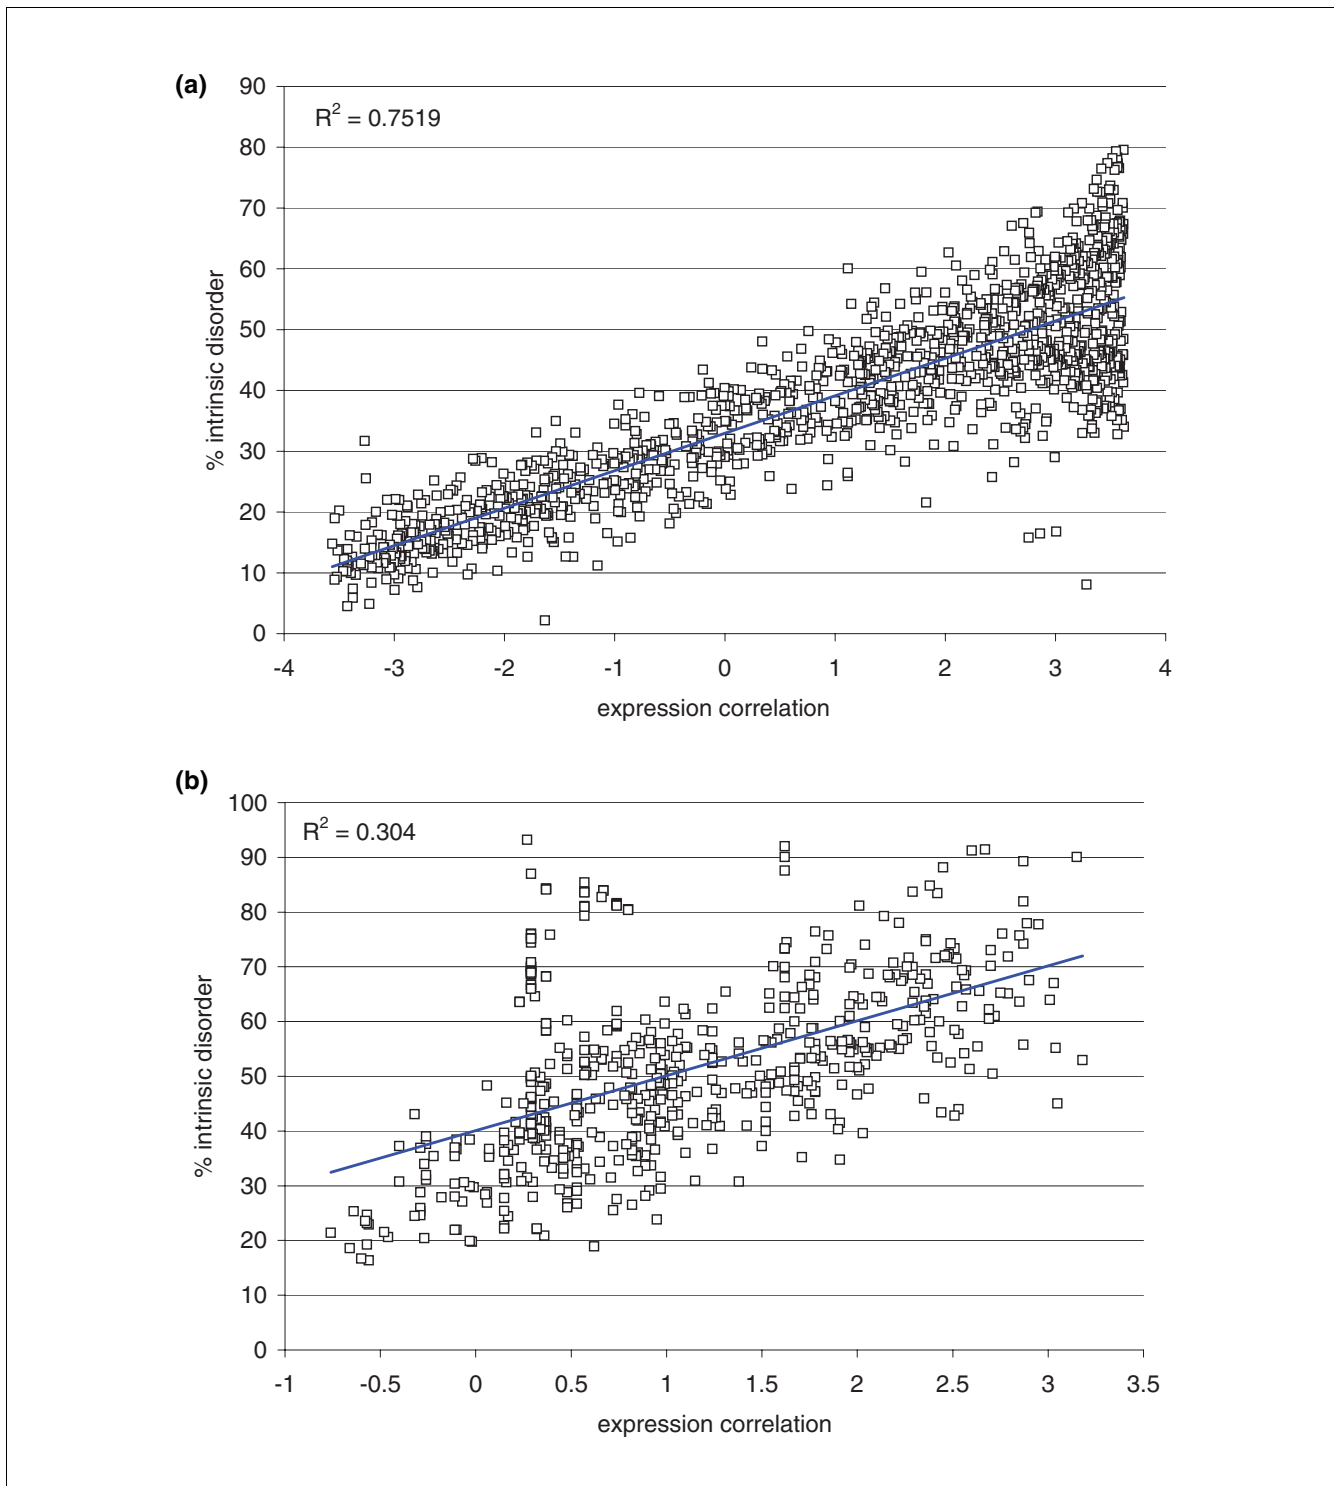 (a)
90
R² = 0.7519
80
70
60
50
40
30
20
10
0
% intrinsic disorder
-4 -3 -2 -1 0 1 2 3 4
expression correlation
(b)
100
R² = 0.304
90
80
70
60
50
40
30
20
10
0
% intrinsic disorder
-1 -0.5 0 0.5 1 1.5 2 2.5 3 3.5
expression correlation